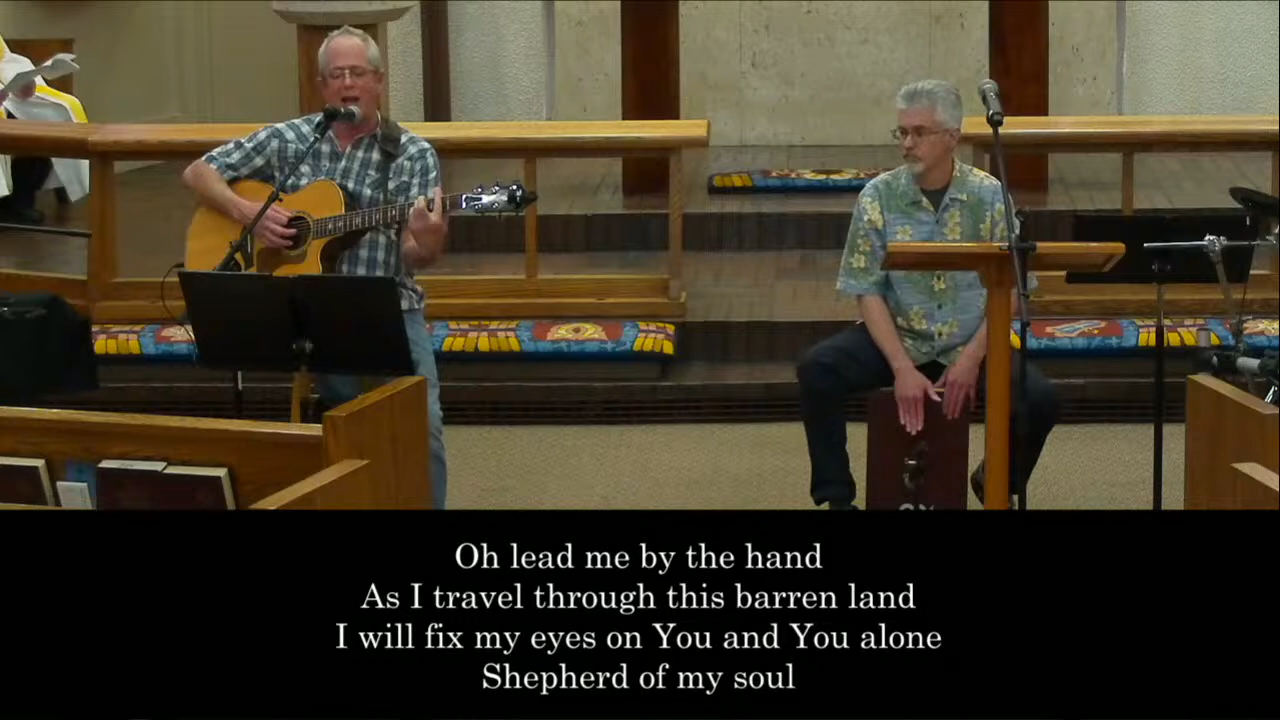 Oh lead me by the hand
As I travel through this barren land
I will fix my eyes on You and You alone
Shepherd of my soul